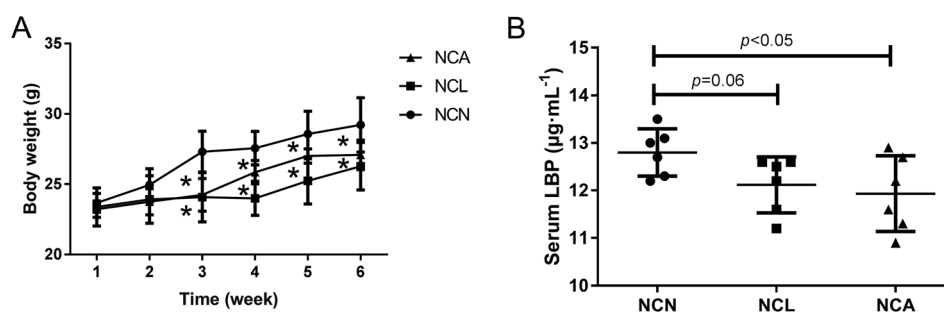 A
35
30
25
20
Body weight (g)
1 2 3 4 5 6
Time (week)
* * * * * * * *
NCA
NCL
NCN
B
15
14
13
12
11
10
Serum LBP (μg·mL⁻¹)
p<0.05
p=0.06
NCN NCL NCA